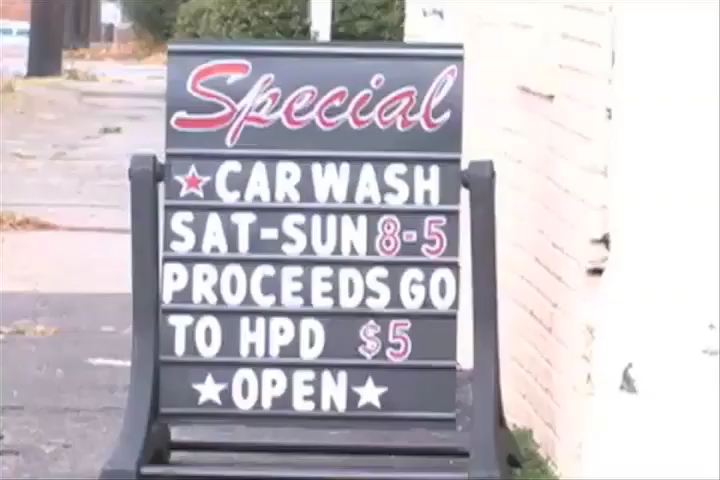 Special
CAR WASH
SAT-SUN 8-5
PROCEEDS GO
TO HPD $5
OPEN